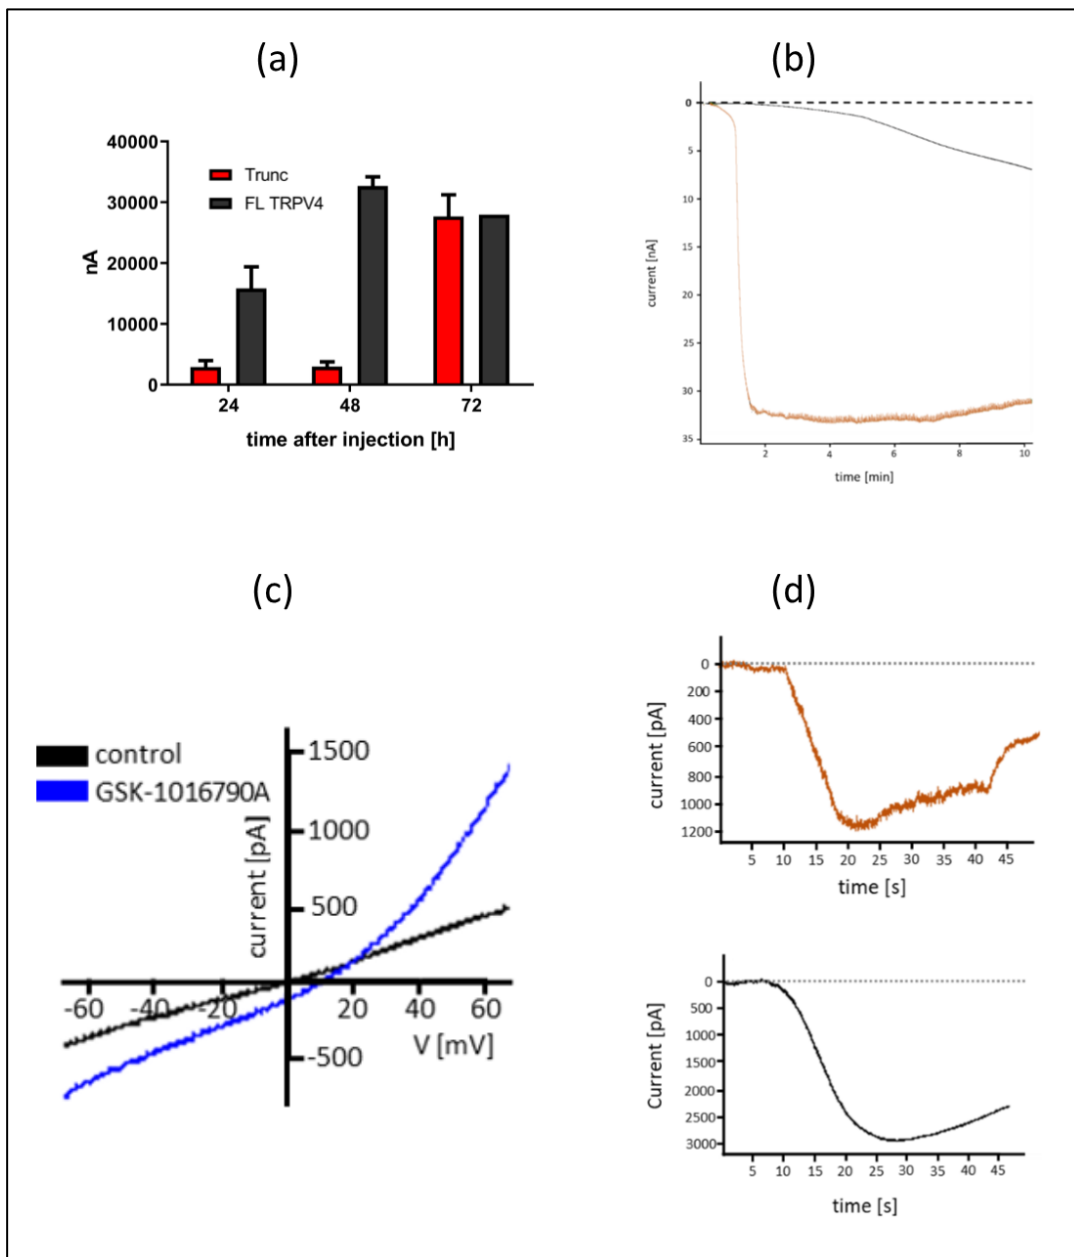 (a)
40000
30000
20000
10000
0
nA
Trunc
FL TRPV4
24 48 72
time after injection [h]
(b)
0
5
10
15
20
25
30
35
current [nA]
2 4 6 8 10
time [min]
(c)
control
GSK-1016790A
current [pA]
1500
1000
500
-500
-60 -40 -20 20 40 60
V [mV]
(d)
0
200
400
600
800
1000
1200
current [pA]
5 10 15 20 25 30 35 40 45
time [s]
0
500
1000
1500
2000
2500
3000
Current [pA]
5 10 15 20 25 30 35 40 45
time [s]